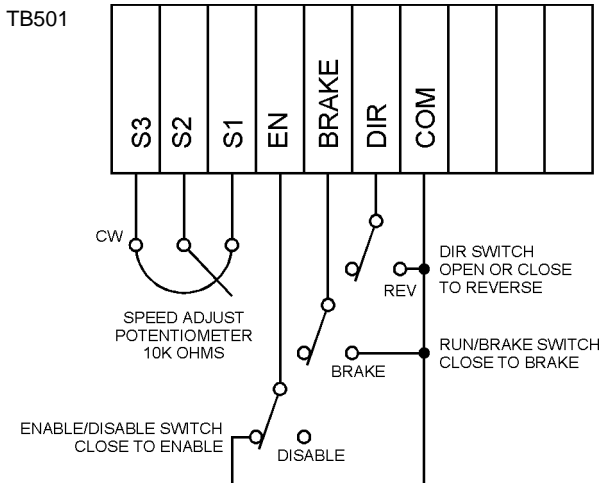 TB501
S3
S2
S1
EN
BRAKE
DIR
COM
CW
SPEED ADJUST
POTENTIOMETER
10K OHMS
DIR SWITCH
OPEN OR CLOSE
TO REVERSE
REV
RUN/BRAKE SWITCH
CLOSE TO BRAKE
BRAKE
ENABLE/DISABLE SWITCH
CLOSE TO ENABLE
DISABLE